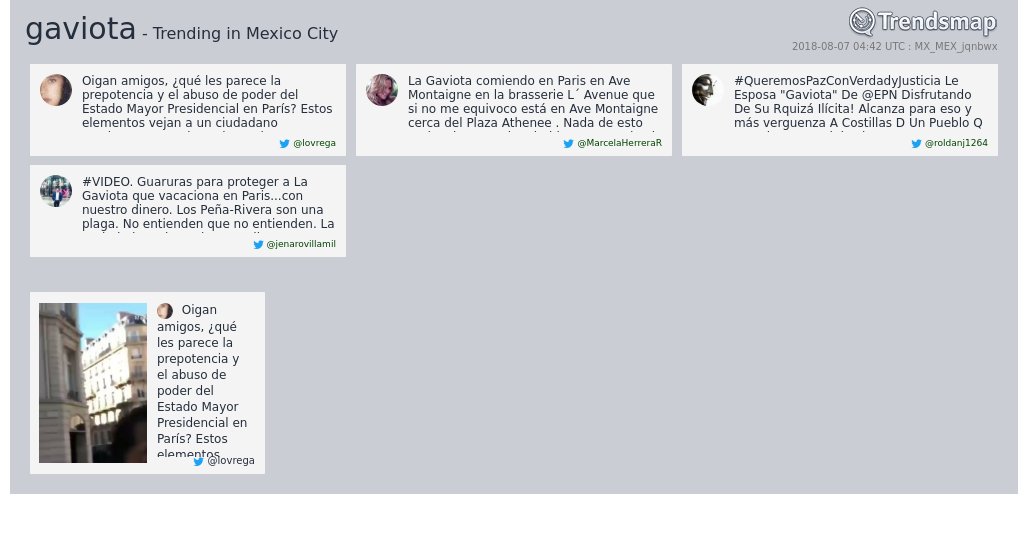 gaviota - Trending in Mexico City
Trendsmap
2018-08-07 04:42 UTC : MX_MEX_jqnbwx
Oigan amigos, ¿qué les parece la
prepotencia y el abuso de poder del
Estado Mayor Presidencial en París? Estos
elementos vejan a un ciudadano
@lovrega
La Gaviota comiendo en Paris en Ave
Montaigne en la brasserie L´ Avenue que
si no me equivoco está en Ave Montaigne
cerca del Plaza Athenee , Nada de esto
@MarcelaHerreraR
#QueremosPazConVerdadyJusticia Le
Esposa "Gaviota" De @EPN Disfrutando
De Su Rquizá Ilícita! Alcanza para eso y
más verguenza A Costillas D Un Pueblo Q
@roldanj1264
#VIDEO. Guaruras para proteger a La
Gaviota que vacaciona en Paris...con
nuestro dinero. Los Peña-Rivera son una
plaga. No entienden que no entienden. La
@jenarovillamil
Oigan
amigos, ¿qué
les parece la
prepotencia y
el abuso de
poder del
Estado Mayor
Presidencial en
París? Estos
elementos
@lovrega